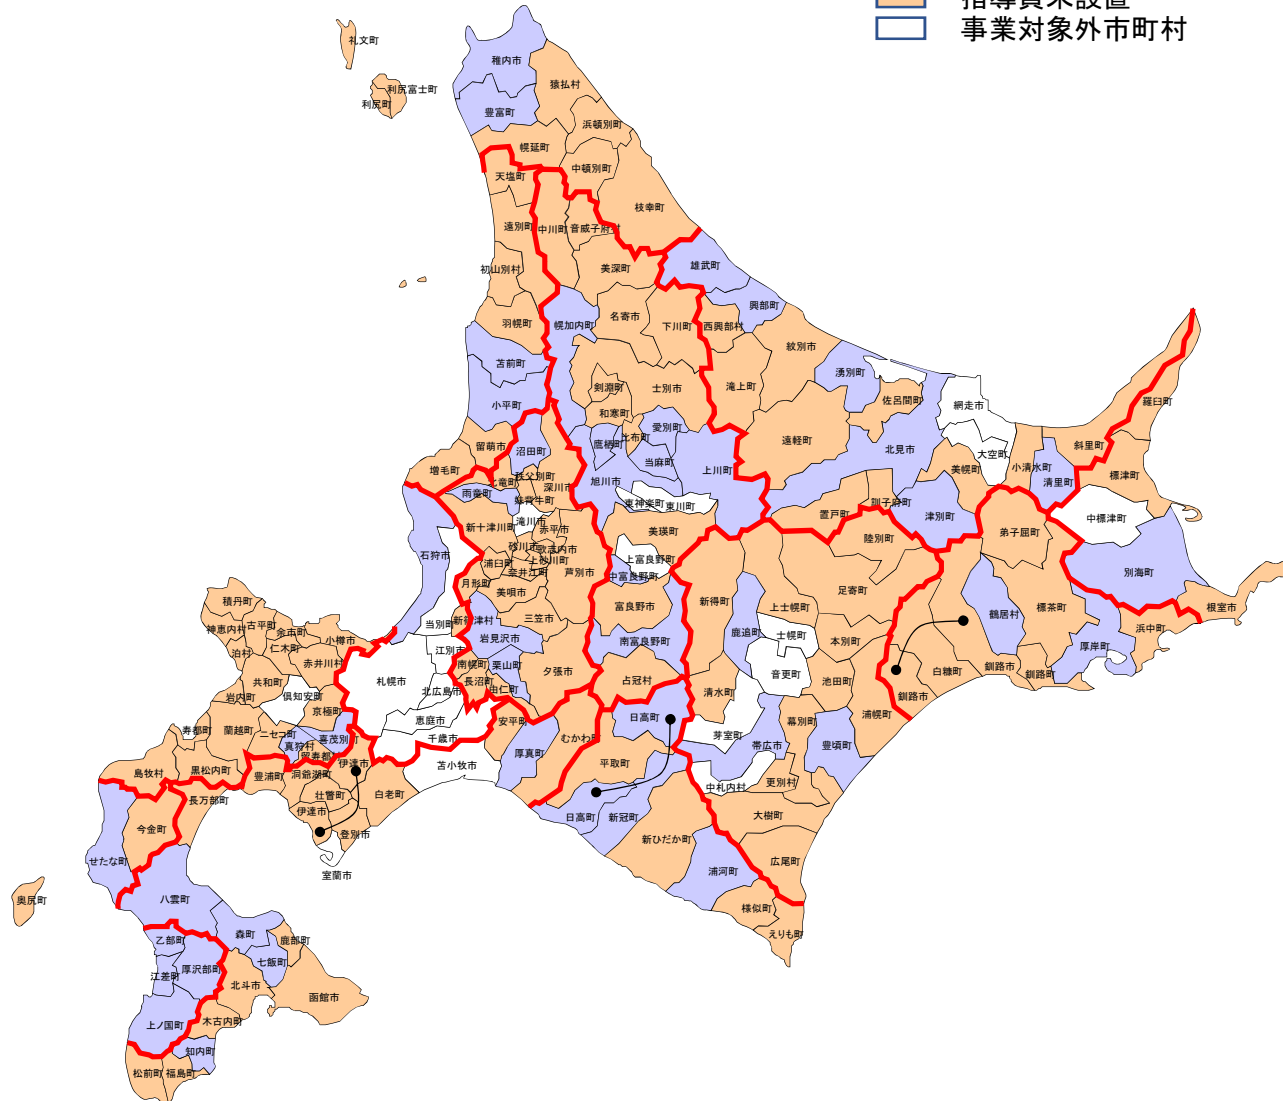 指導員未設置
事業対象外市町村
礼文町
利尻富士町
利尻町
稚内市
猿払村
豊富町
浜頓別町
幌延町
中頓別町
天塩町
枝幸町
遠別町
中川町
音威子府村
雄武町
初山別村
美深町
興部町
羽幌町
幌加内町
名寄市
下川町
西興部村
紋別市
苫前町
湧別町
滝上町
士別市
剣淵町
佐呂間町
網走市
小平町
和寒町
愛別町
羅臼町
遠軽町
比布町
鷹栖町
北見市
大空町
斜里町
留萌市
沼田町
当麻町
上川町
美幌町
小清水町
清里町
標津町
増毛町
秩父別町
北竜町
深川市
旭川市
雨竜町
妹背牛町
東神楽町
東川町
訓子府町
置戸町
津別町
中標津町
新十津川町
滝川市
赤平市
美瑛町
陸別町
弟子屈町
石狩市
砂川市
歌志内市
上砂川町
浦臼町
奈井江町
芦別市
上富良野町
中富良野町
別海町
月形町
美唄市
新得町
足寄町
積丹町
富良野市
上士幌町
鶴居村
標茶町
根室市
神恵内村
古平町
余市町
小樽市
当別町
新篠津村
三笠市
鹿追町
士幌町
浜中町
泊村
仁木町
岩見沢市
南富良野町
本別町
厚岸町
赤井川村
江別市
南幌町
栗山町
夕張市
音更町
白糠町
釧路市
釧路町
共和町
札幌市
長沼町
占冠村
池田町
岩内町
倶知安町
北広島市
由仁町
清水町
釧路市
京極町
恵庭市
安平町
日高町
幕別町
浦幌町
寿都町
蘭越町
ニセコ町
喜茂別町
千歳市
むかわ町
芽室町
帯広市
豊頃町
真狩村
留寿都村
厚真町
島牧村
黒松内町
豊浦町
洞爺湖町
伊達市
苫小牧市
平取町
更別村
中札内村
長万部町
壮瞥町
白老町
伊達市
日高町
新冠町
大樹町
今金町
登別市
新ひだか町
せたな町
広尾町
室蘭市
浦河町
奥尻町
八雲町
様似町
えりも町
乙部町
森町
鹿部町
江差町
厚沢部町
七飯町
北斗市
函館市
上ノ国町
木古内町
知内町
松前町
福島町